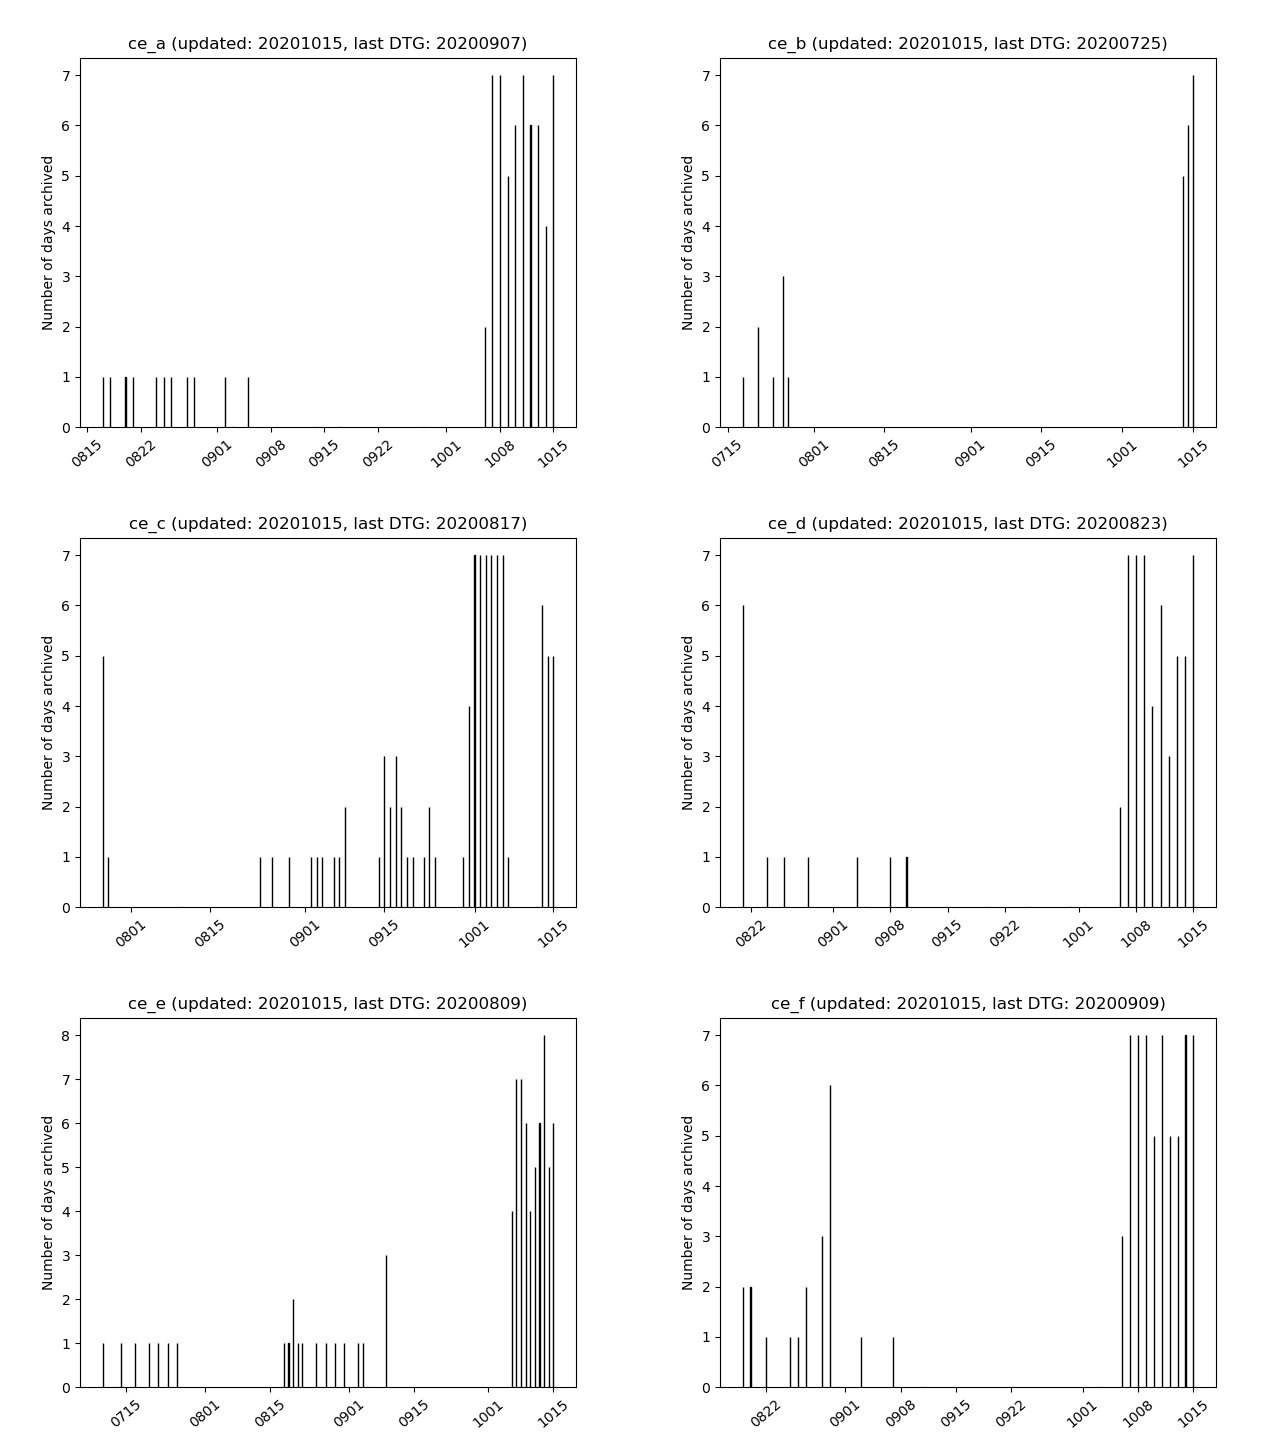 ce_a (updated: 20201015, last DTG: 20200907)
Number of days archived
7
6
5
4
3
2
1
0
0815 0822 0901 0908 0915 0922 1001 1008 1015
ce_b (updated: 20201015, last DTG: 20200725)
Number of days archived
7
6
5
4
3
2
1
0
0715 0801 0815 0901 0915 1001 1015
ce_c (updated: 20201015, last DTG: 20200817)
Number of days archived
7
6
5
4
3
2
1
0
0801 0815 0901 0915 1001 1015
ce_d (updated: 20201015, last DTG: 20200823)
Number of days archived
7
6
5
4
3
2
1
0
0822 0901 0908 0915 0922 1001 1008 1015
ce_e (updated: 20201015, last DTG: 20200809)
Number of days archived
8
7
6
5
4
3
2
1
0
0715 0801 0815 0901 0915 1001 1015
ce_f (updated: 20201015, last DTG: 20200909)
Number of days archived
7
6
5
4
3
2
1
0
0822 0901 0908 0915 0922 1001 1008 1015